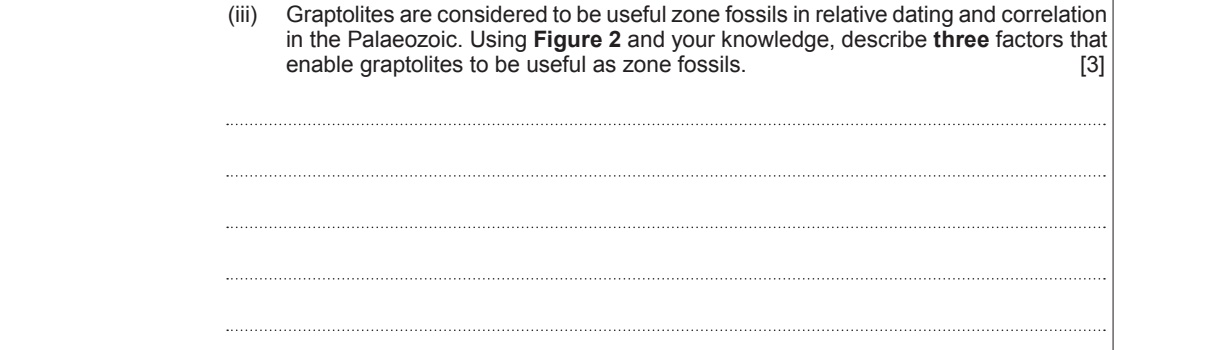 (iii) Graptolites are considered to be useful zone fossils in relative dating and correlation
in the Palaeozoic. Using Figure 2 and your knowledge, describe three factors that
enable graptolites to be useful as zone fossils. [3]